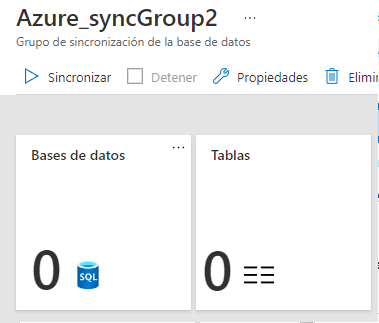 Azure_syncGroup2 ...
Grupo de sincronización de la base de datos
Sincronizar Detener Propiedades Elimi
Bases de datos ... Tablas
0 SQL 0